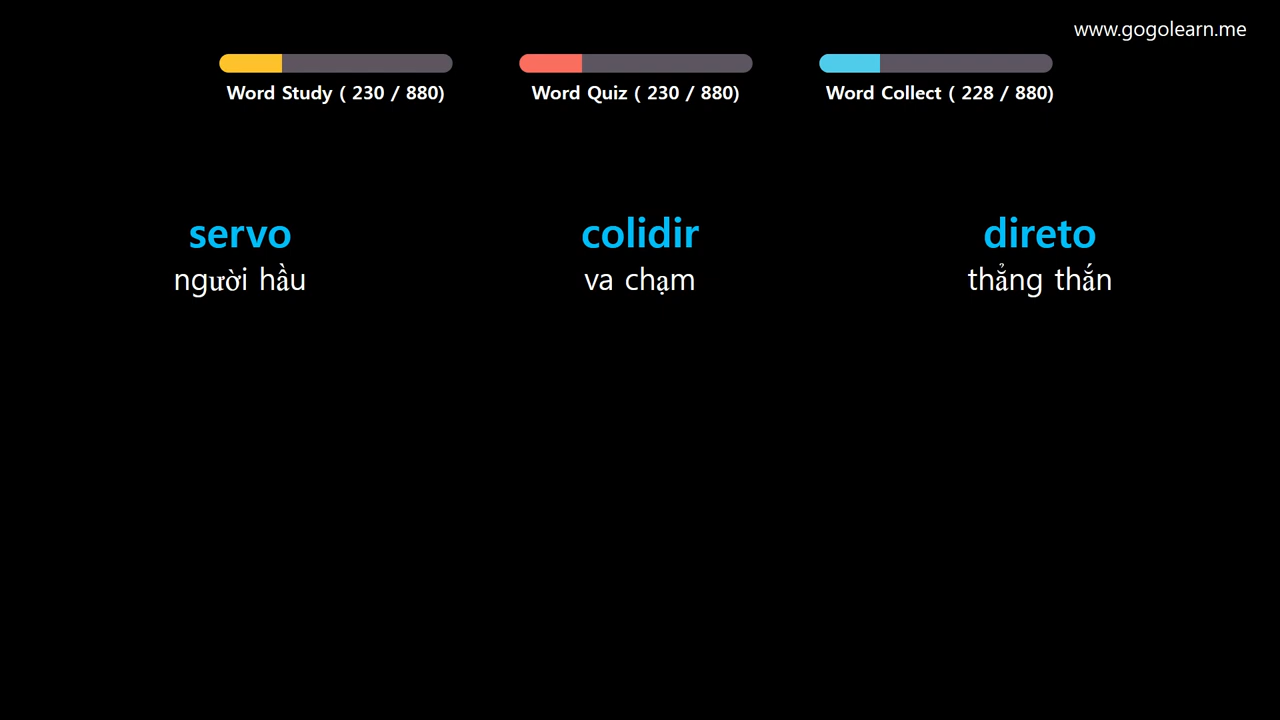 www.gogolearn.me
Word Study ( 230 / 880)
Word Quiz ( 230 / 880)
Word Collect ( 228 / 880)
servo
người hầu
colidir
va chạm
direto
thẳng thắn